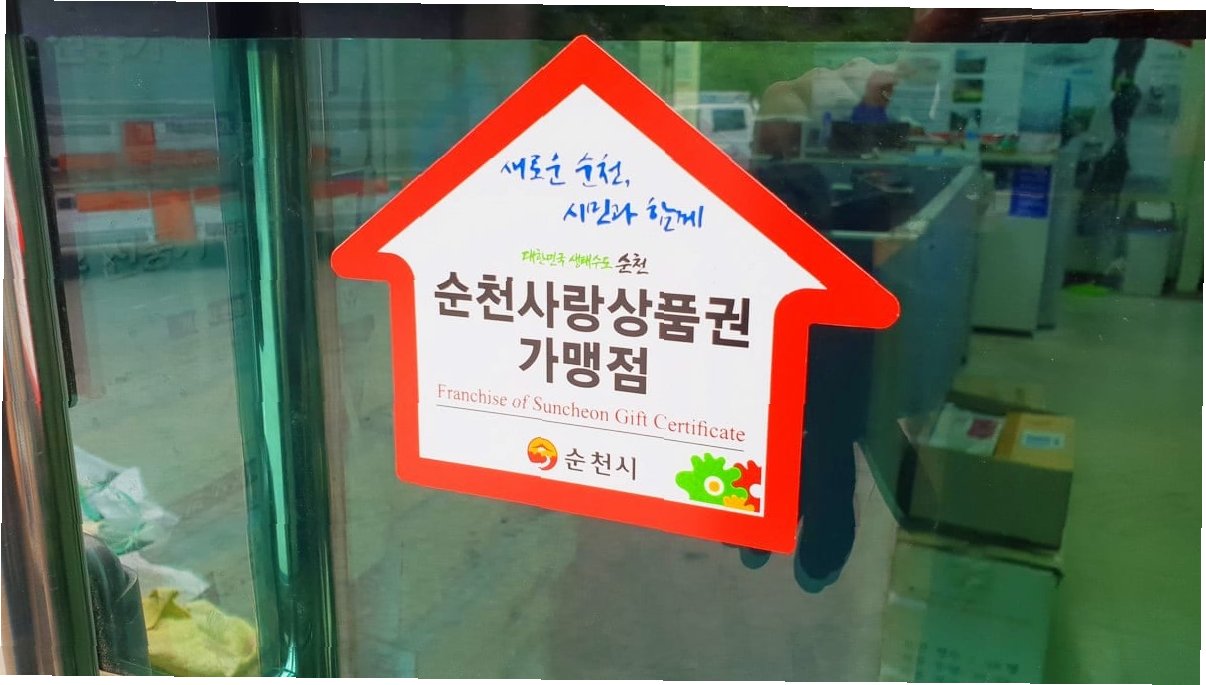 새로운 순천,
시민과 함께
대한민국 생태수도 순천
순천사랑상품권
가맹점
Franchise of Suncheon Gift Certificate
순천시